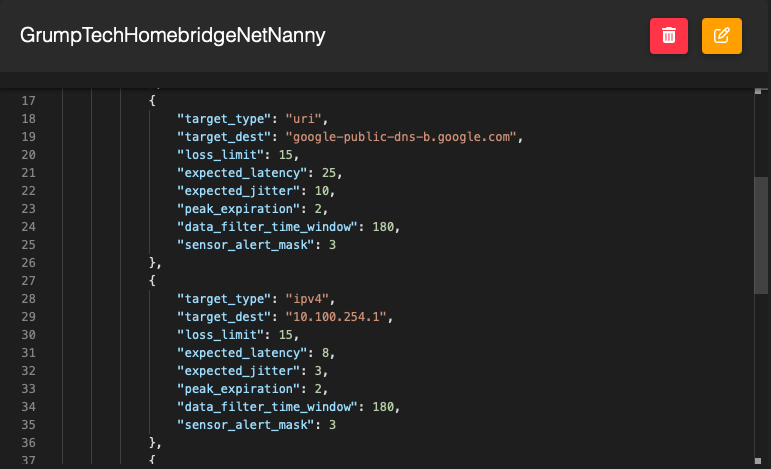 GrumpTechHomebridgeNetNanny
17 {
18 "target_type": "uri",
19 "target_dest": "google-public-dns-b.google.com",
20 "loss_limit": 15,
21 "expected_latency": 25,
22 "expected_jitter": 10,
23 "peak_expiration": 2,
24 "data_filter_time_window": 180,
25 "sensor_alert_mask": 3
26 },
27 {
28 "target_type": "ipv4",
29 "target_dest": "10.100.254.1",
30 "loss_limit": 15,
31 "expected_latency": 8,
32 "expected_jitter": 3,
33 "peak_expiration": 2,
34 "data_filter_time_window": 180,
35 "sensor_alert_mask": 3
36 },
37 {